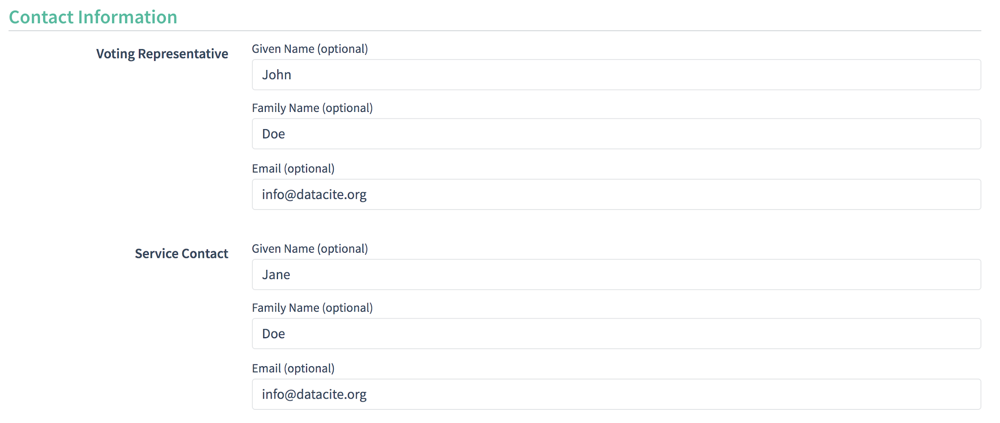 Contact Information
Voting Representative
Given Name (optional)
John
Family Name (optional)
Doe
Email (optional)
info@datacite.org
Service Contact
Given Name (optional)
Jane
Family Name (optional)
Doe
Email (optional)
info@datacite.org